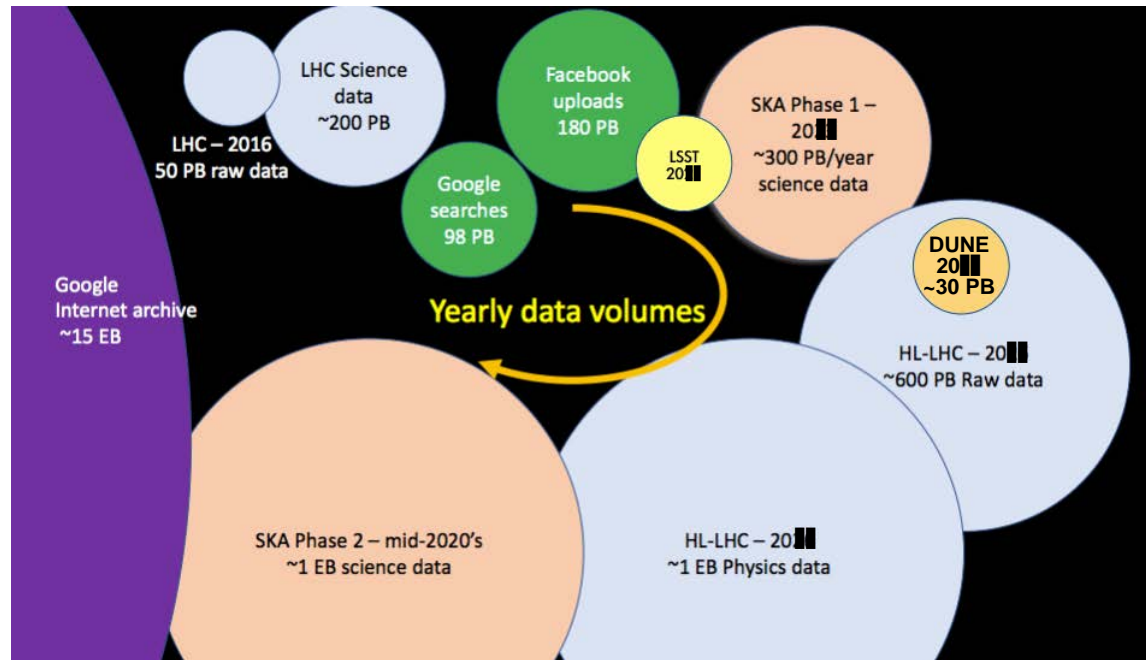 LHC Science
data
~200 PB
LHC – 2016
50 PB raw data
Facebook
uploads
180 PB
Google
searches
98 PB
LSST
SKA Phase 1 –
~300 PB/year
science data
DUNE
~30 PB
HL-LHC –
~600 PB Raw data
Google
Internet archive
~15 EB
Yearly data volumes
SKA Phase 2 – mid-2020's
~1 EB science data
HL-LHC –
~1 EB Physics data